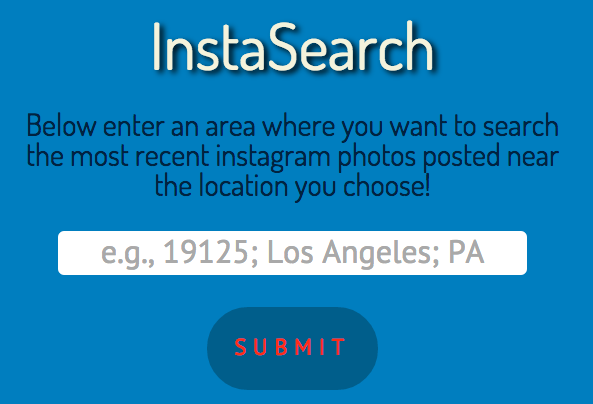 InstaSearch
Below enter an area where you want to search
the most recent instagram photos posted near
the location you choose!
e.g., 19125; Los Angeles; PA
SUBMIT